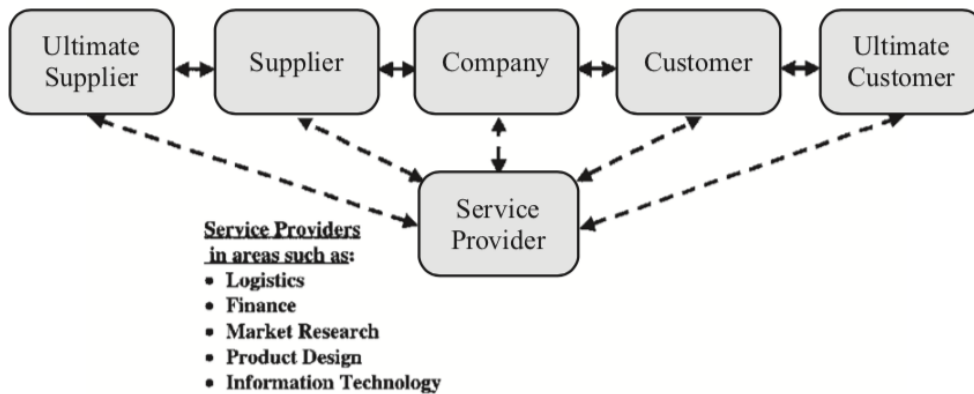 Ultimate
Supplier
Supplier
Company
Customer
Ultimate
Customer
Service
Provider
Service Providers
in areas such as:
• Logistics
• Finance
• Market Research
• Product Design
• Information Technology